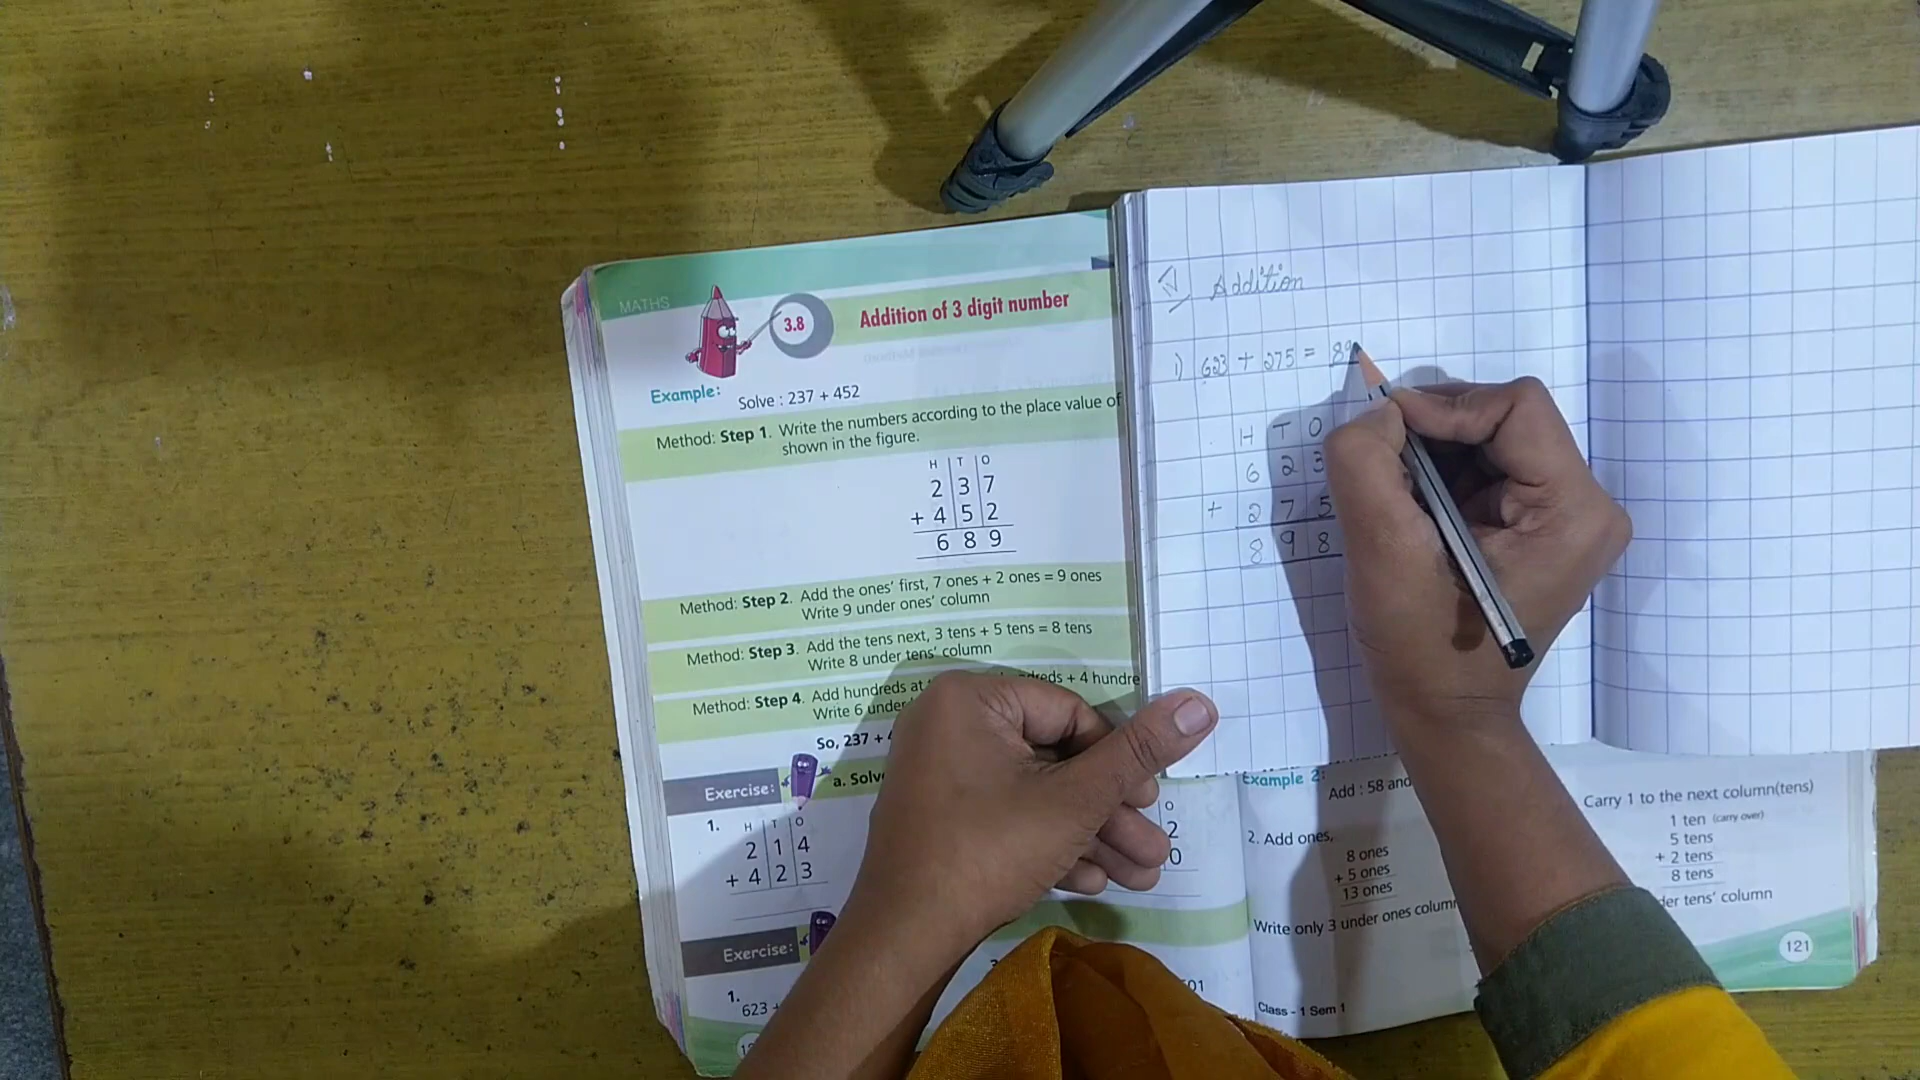 MATHS
3.8
Addition of 3 digit number
Example: Solve : 237 + 452
Method: Step 1. Write the numbers according to the place value of
shown in the figure.
H T O
2 3 7
+ 4 5 2
6 8 9
Method: Step 2. Add the ones' first, 7 ones + 2 ones = 9 ones
Write 9 under ones' column
Method: Step 3. Add the tens next, 3 tens + 5 tens = 8 tens
Write 8 under tens' column
Method: Step 4. Add hundreds at + 4 hundre
Write 6 under
So, 237 +
Exercise: a. Solv
1. H T O
2 1 4
+ 4 2 3
O
2
0
Exercise:
1.
623
01
IV Addition
1) 623 + 275 = 89
H T O
6 2 3
+ 2 7 5
8 9 8
Example 2: Add : 58 and
2. Add ones,
8 ones
+ 5 ones
13 ones
Write only 3 under ones colum
Class - 1 Sem 1
Carry 1 to the next column(tens)
1 ten (carry over)
5 tens
+ 2 tens
8 tens
der tens' column
121